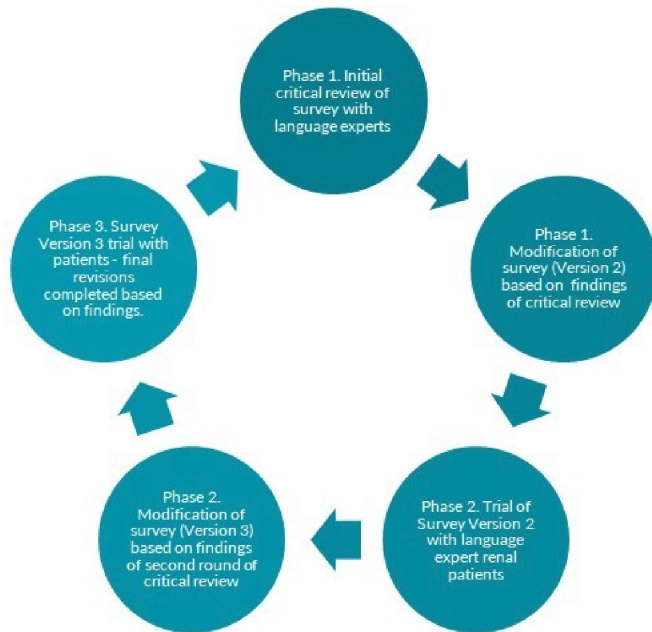 Phase 1. Initial
critical review of
survey with
language experts
Phase 1.
Modification of
survey (Version 2)
based on findings
of critical review
Phase 2. Trial of
Survey Version 2
with language
expert renal
patients
Phase 2.
Modification of
survey (Version 3)
based on findings
of second round of
critical review
Phase 3. Survey
Version 3 trial with
patients - final
revisions
completed based
on findings.